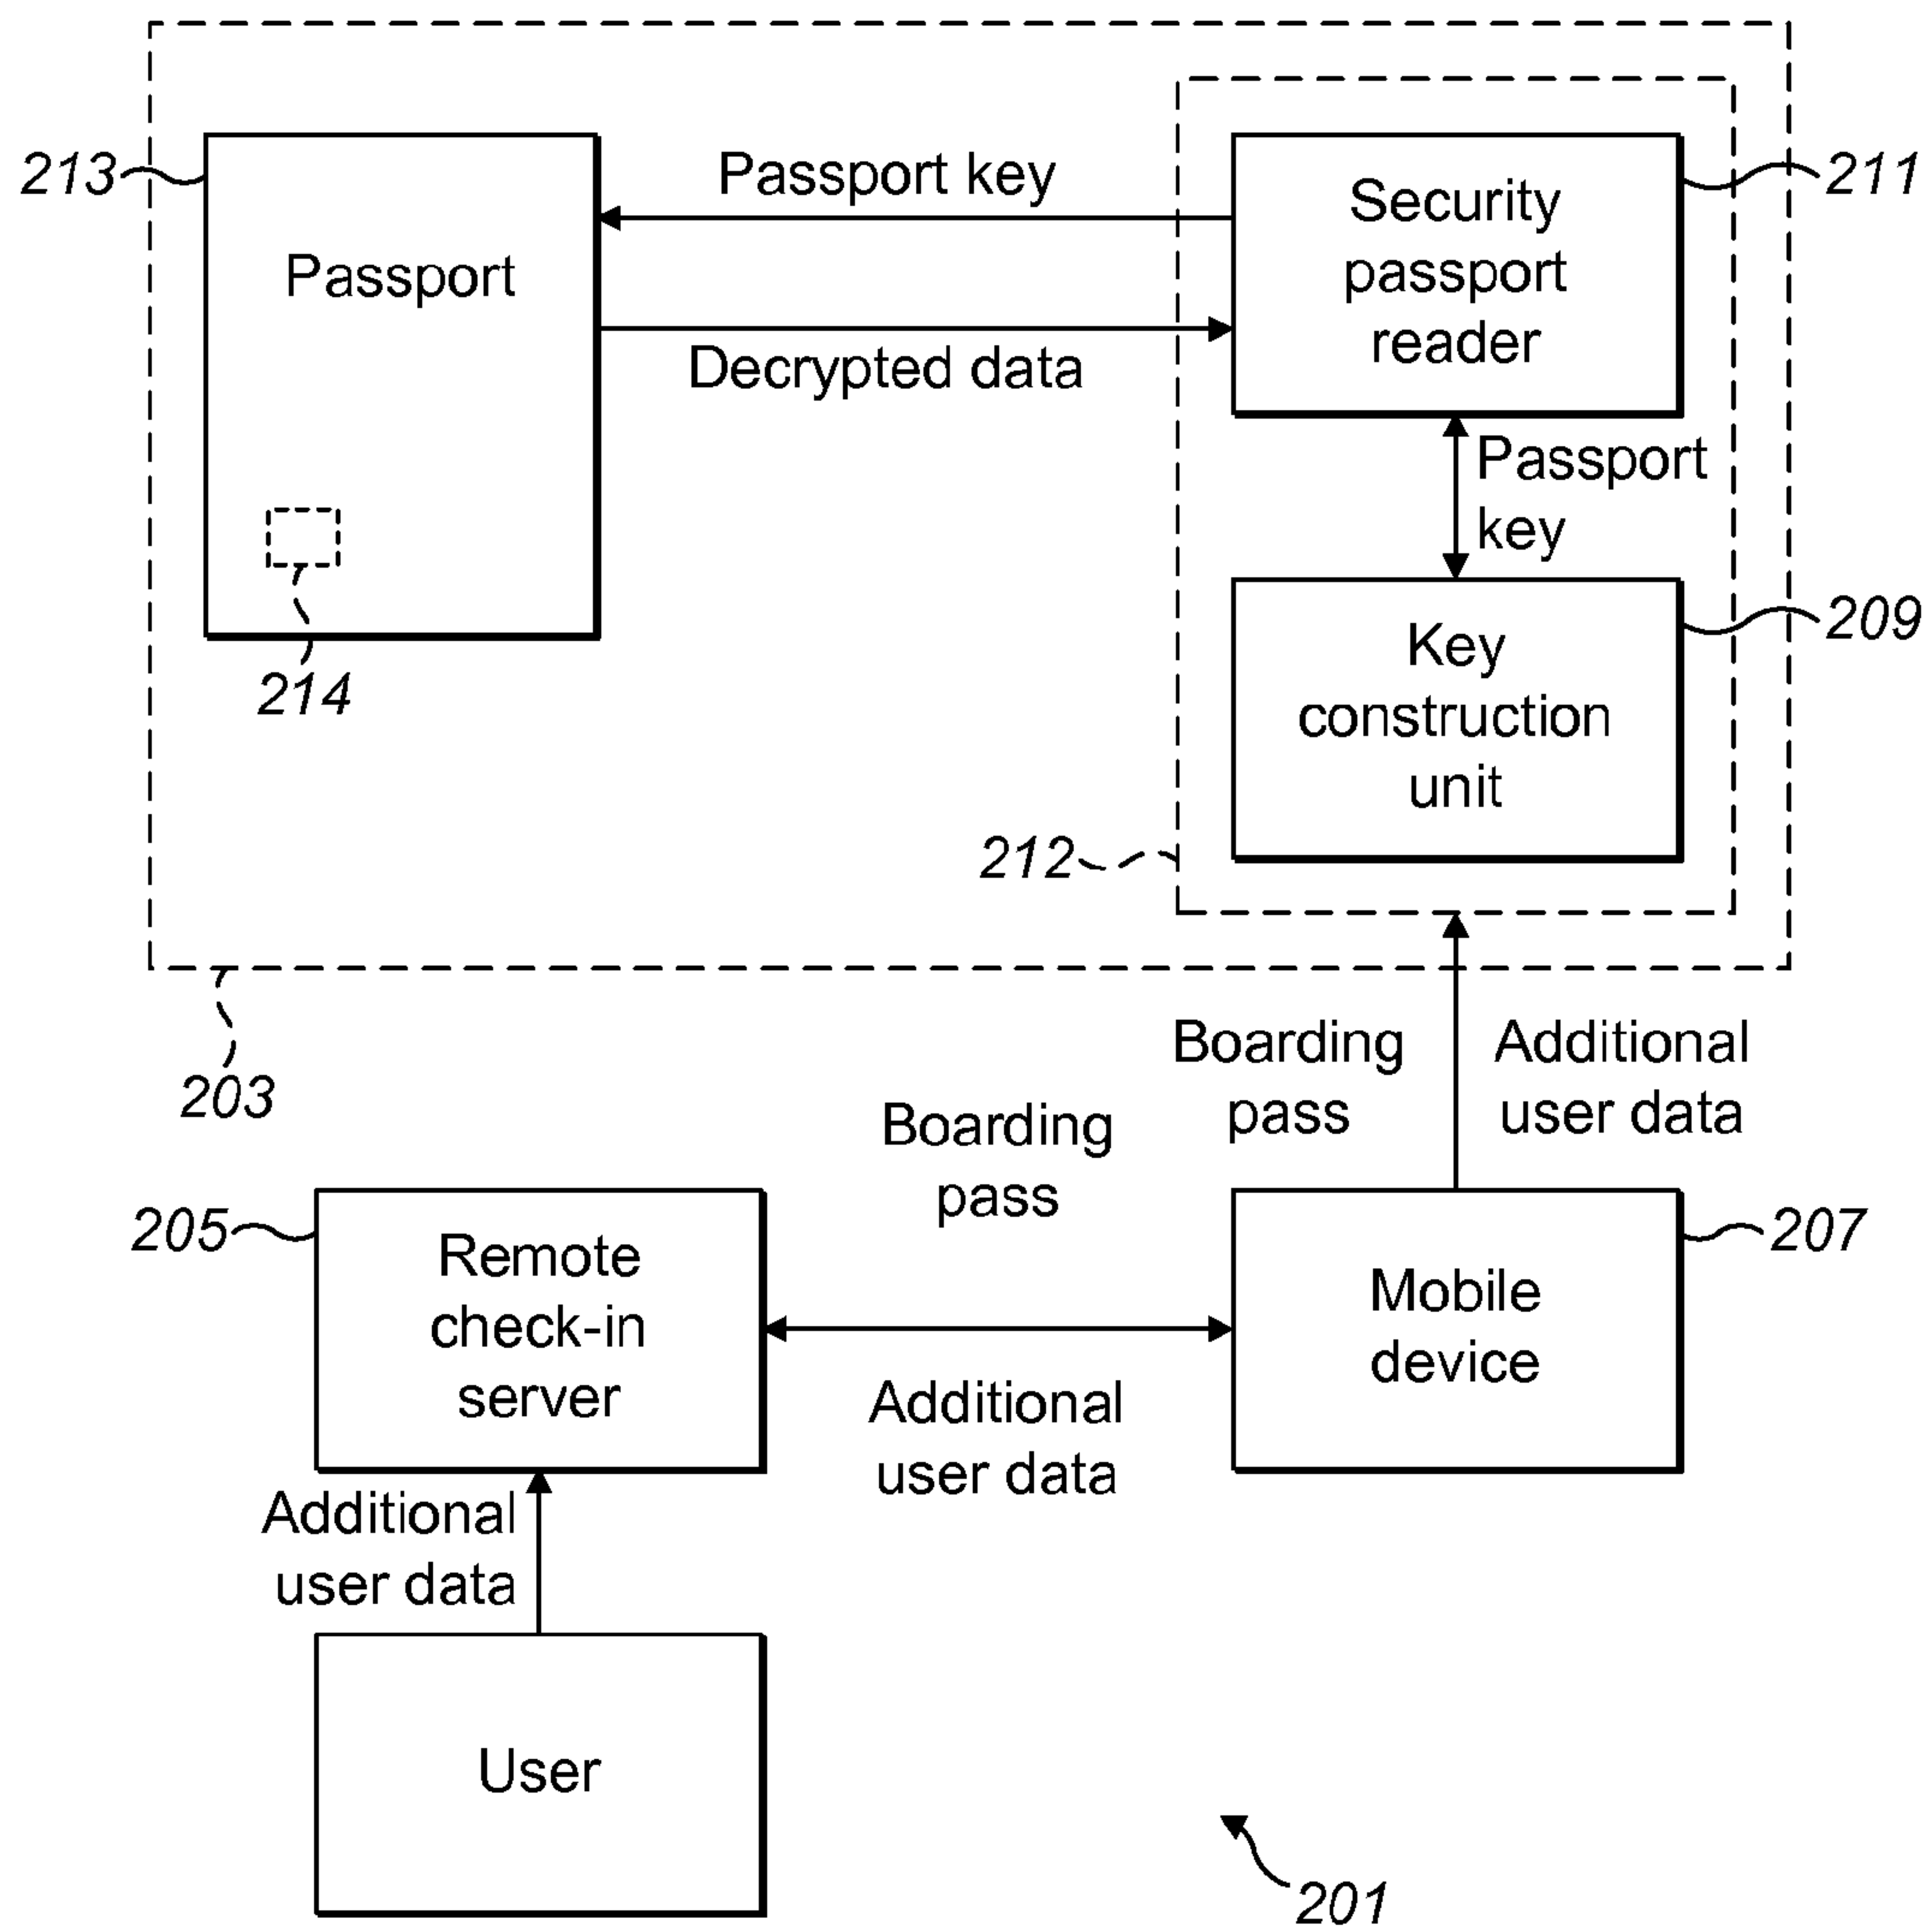 213
Passport
214
Passport key
Decrypted data
Security
passport
reader
211
Passport
key
Key
construction
unit
209
212
203
Boarding
pass
Additional
user data
205
Remote
check-in
server
Boarding
pass
Additional
user data
Mobile
device
207
Additional
user data
User
201